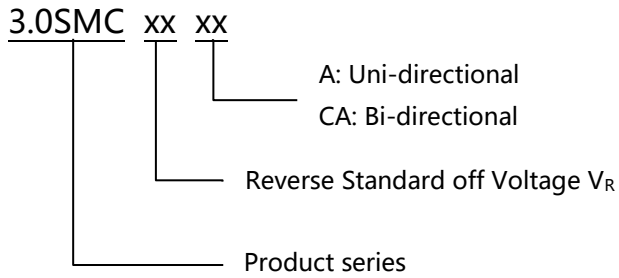 3.0SMC xx xx
A: Uni-directional
CA: Bi-directional
Reverse Standard off Voltage VR
Product series